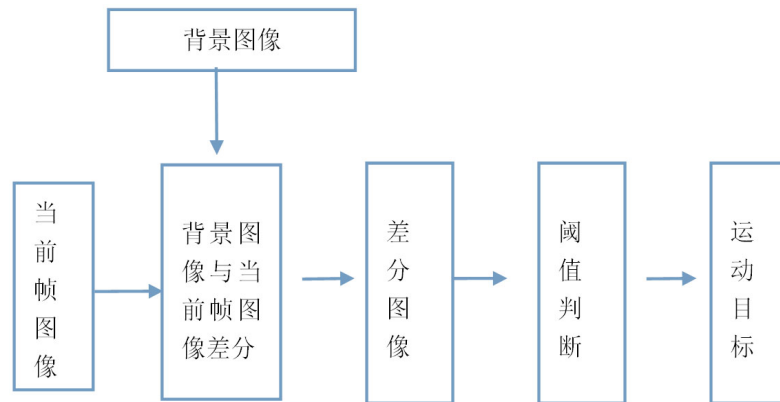 背景图像
当前帧图像
背景图
像与当
前帧图
像差分
差分图像
阈值判断
运动目标